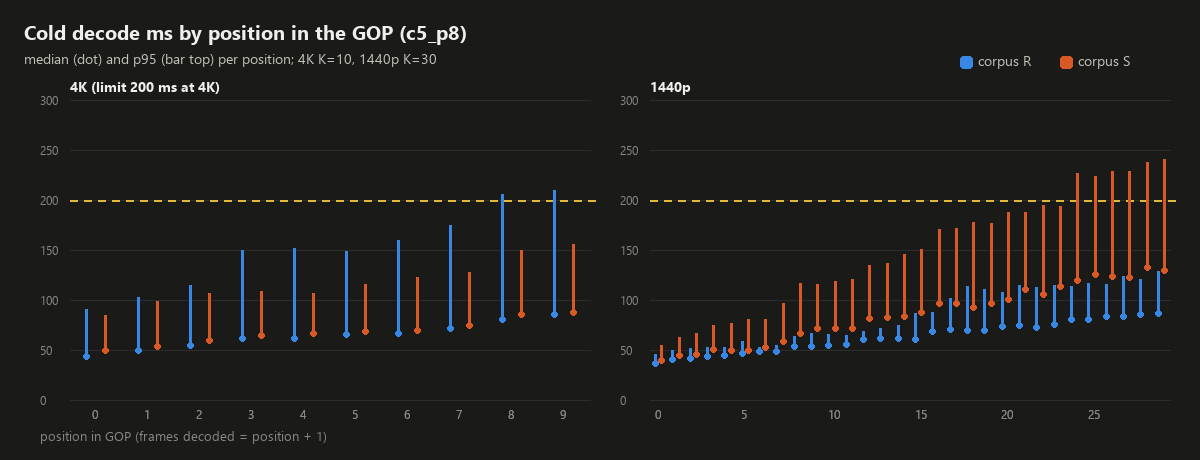 Cold decode ms by position in the GOP (c5_p8)
median (dot) and p95 (bar top) per position; 4K K=10, 1440p K=30
corpus R
corpus S
4K (limit 200 ms at 4K)
300
250
200
150
100
50
0
0 1 2 3 4 5 6 7 8 9
1440p
300
250
200
150
100
50
0
0 5 10 15 20 25
position in GOP (frames decoded = position + 1)